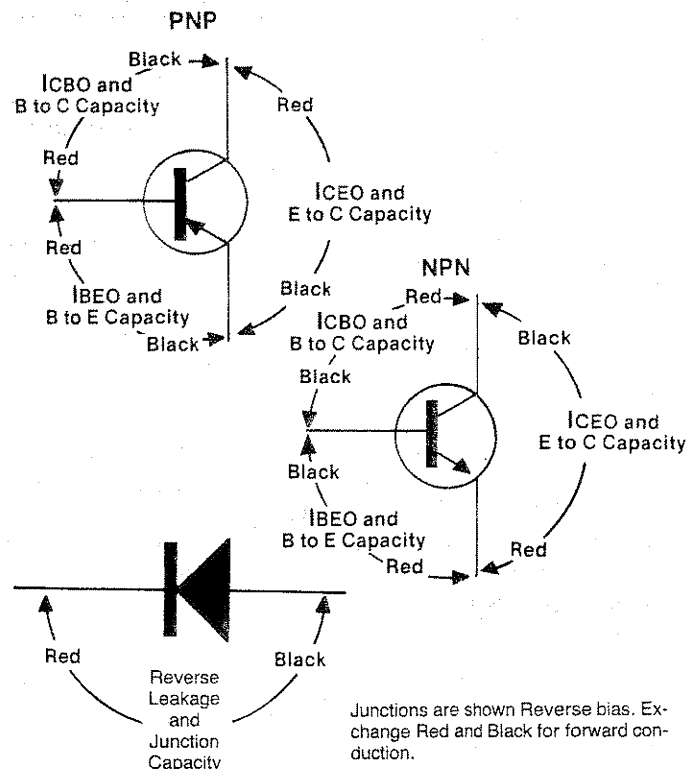 PNP
Black
ICBO and
B to C Capacity
Red
Red
ICEO and
E to C Capacity
Red
IBEO and
B to E Capacity
Black
Black
NPN
Red
ICBO and
B to C Capacity
Black
Black
ICEO and
E to C Capacity
Black
IBEO and
B to E Capacity
Red
Red
Red
Black
Reverse
Leakage
and
Junction
Capacity
Junctions are shown Reverse bias. Ex-
change Red and Black for forward con-
duction.